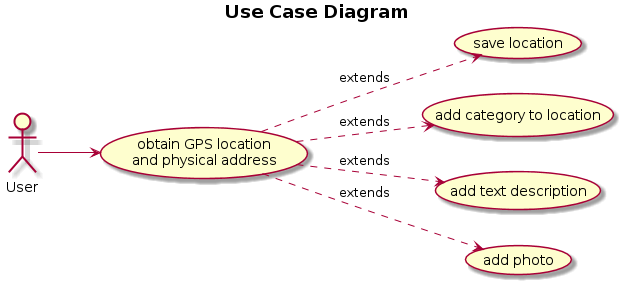 Use Case Diagram
save location
extends
add category to location
extends
obtain GPS location
and physical address
extends
add text description
User
extends
add photo